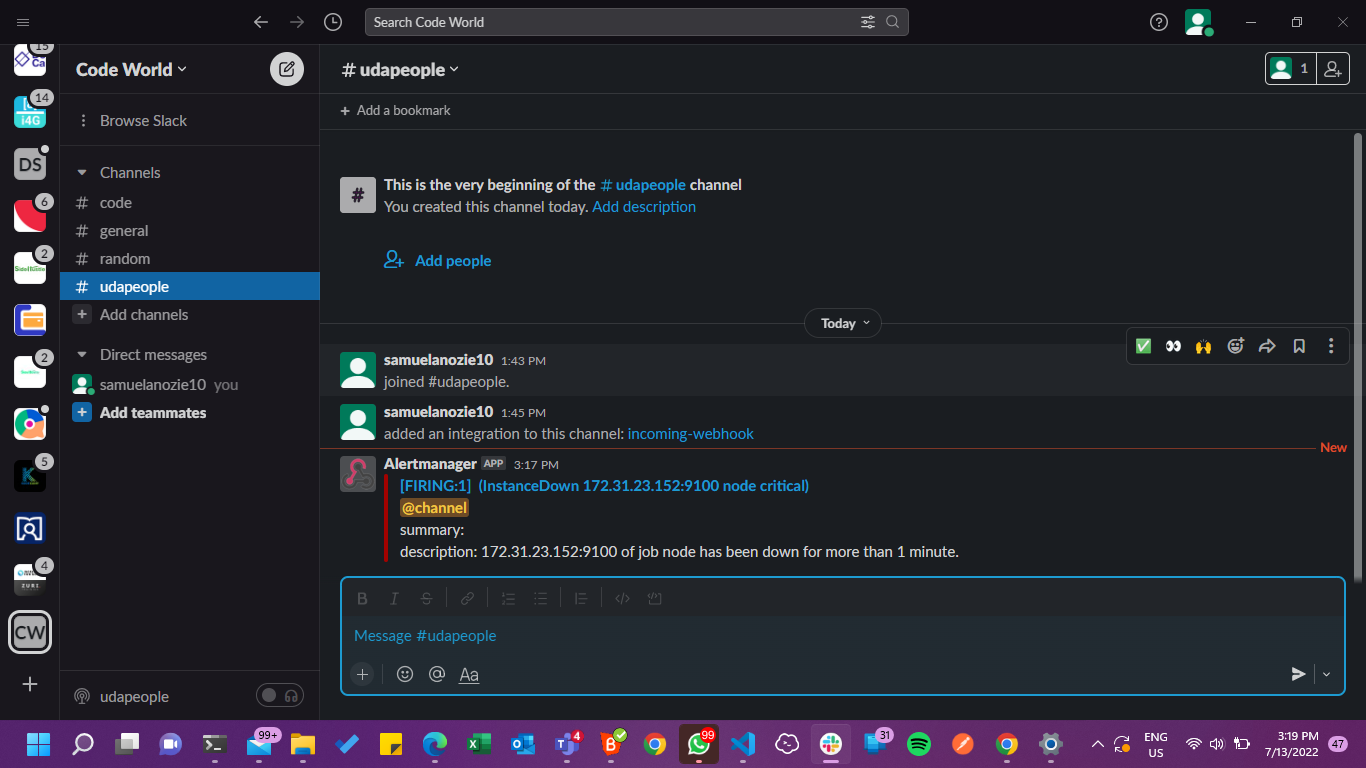 Search Code World
15
Ca
14
i4G
DS
6
2
2
5
4
ZURI
CW
Code World
Browse Slack
Channels
# code
# general
# random
# udapeople
+ Add channels
Direct messages
samuelanozie10 you
+ Add teammates
udapeople
# udapeople
1
+ Add a bookmark
#
This is the very beginning of the # udapeople channel
You created this channel today. Add description
Add people
Today
samuelanozie10 1:43 PM
joined #udapeople.
samuelanozie10 1:45 PM
added an integration to this channel: incoming-webhook
New
Alertmanager APP 3:17 PM
[FIRING:1] (InstanceDown 172.31.23.152:9100 node critical)
@channel
summary:
description: 172.31.23.152:9100 of job node has been down for more than 1 minute.
B I S
Message #udapeople
+ @ Aa
99+
4
99
31
ENG
US
3:19 PM
7/13/2022
47